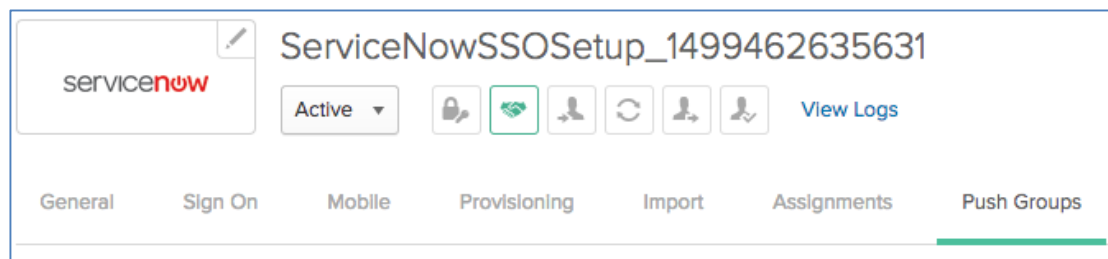 servicenow
ServiceNowSSOSetup_1499462635631
Active
View Logs
General Sign On Mobile Provisioning Import Assignments Push Groups